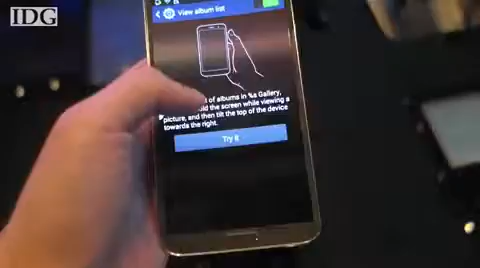 IDG
View album list
of albums in %s Gallery,
the screen while viewing a
picture, and then tilt the top of the device
towards the right.
Try it